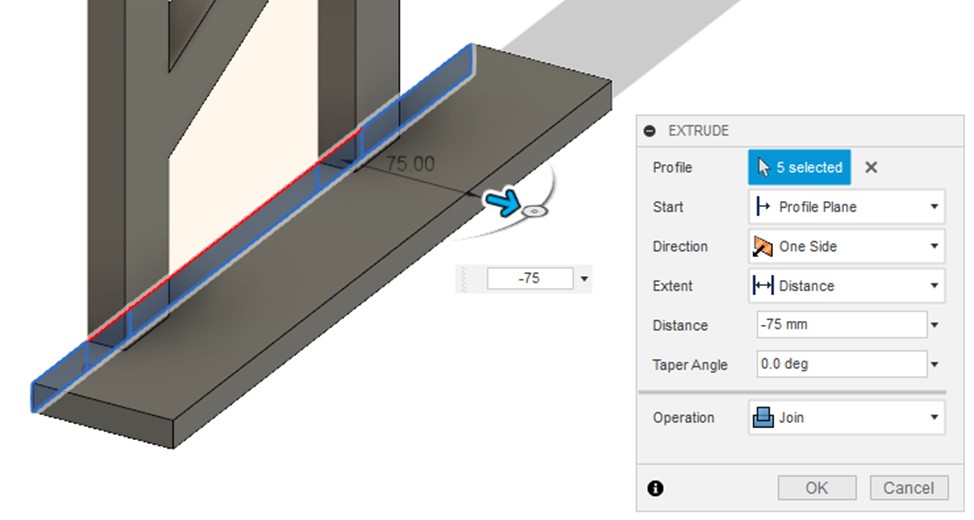 75.00
-75
EXTRUDE
Profile 5 selected
Start Profile Plane
Direction One Side
Extent Distance
Distance -75 mm
Taper Angle 0.0 deg
Operation Join
OK Cancel